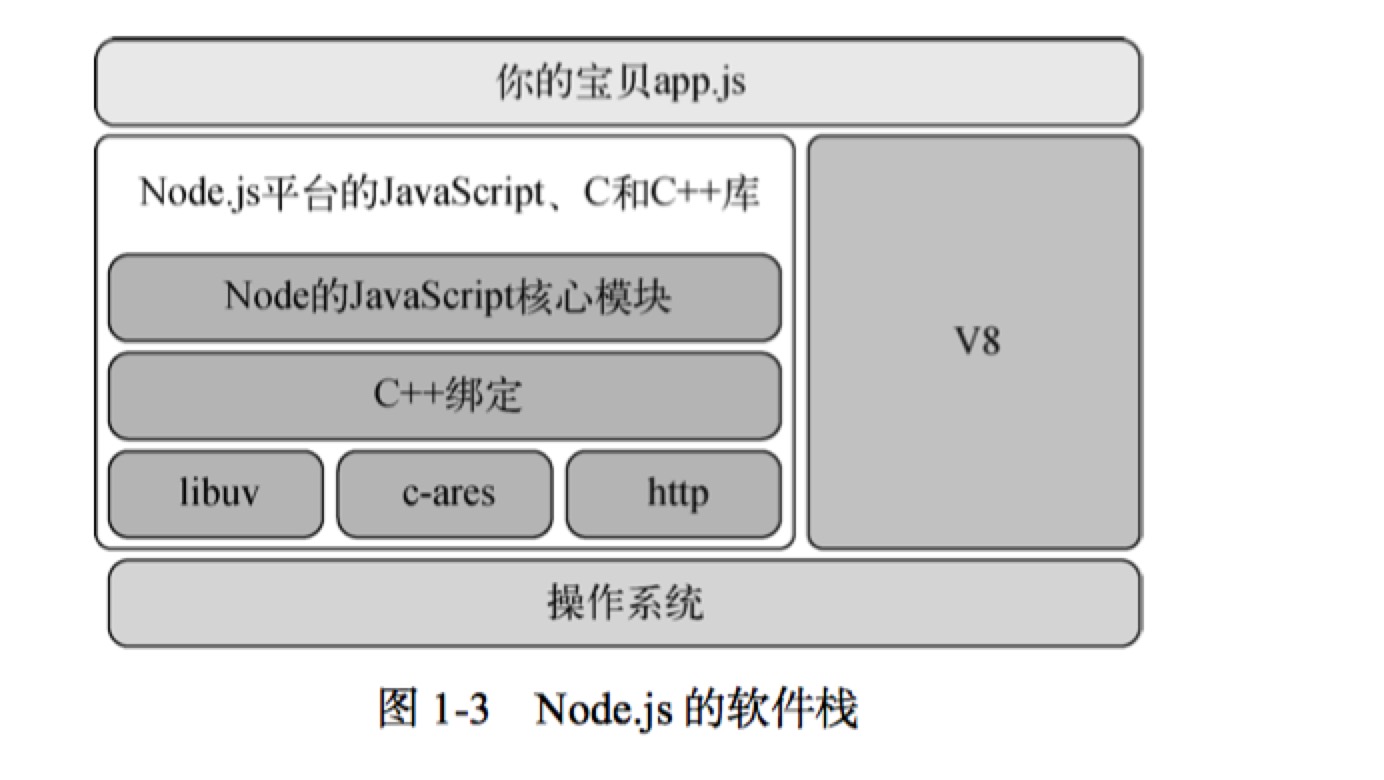 你的宝贝app.js
Node.js平台的JavaScript、C和C++库
Node的JavaScript核心模块
V8
C++绑定
libuv
c-ares
http
操作系统
图 1-3 Node.js 的软件栈